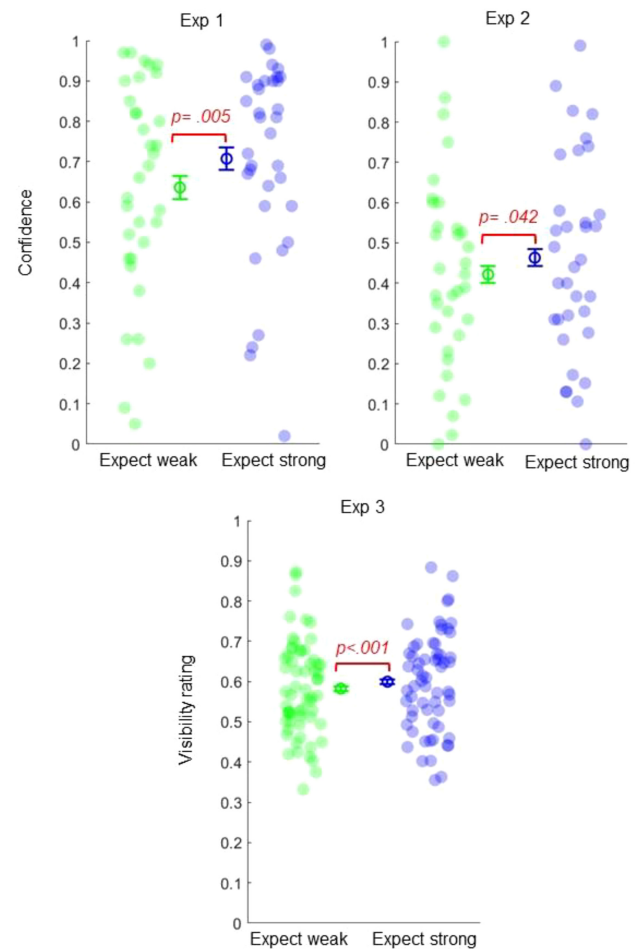 Exp 1
Confidence
1
0.9
0.8
0.7
0.6
0.5
0.4
0.3
0.2
0.1
0
p= .005
Expect weak
Expect strong
Exp 2
1
0.9
0.8
0.7
0.6
0.5
0.4
0.3
0.2
0.1
0
p= .042
Expect weak
Expect strong
Exp 3
Visibility rating
1
0.9
0.8
0.7
0.6
0.5
0.4
0.3
0.2
0.1
0
p<.001
Expect weak
Expect strong